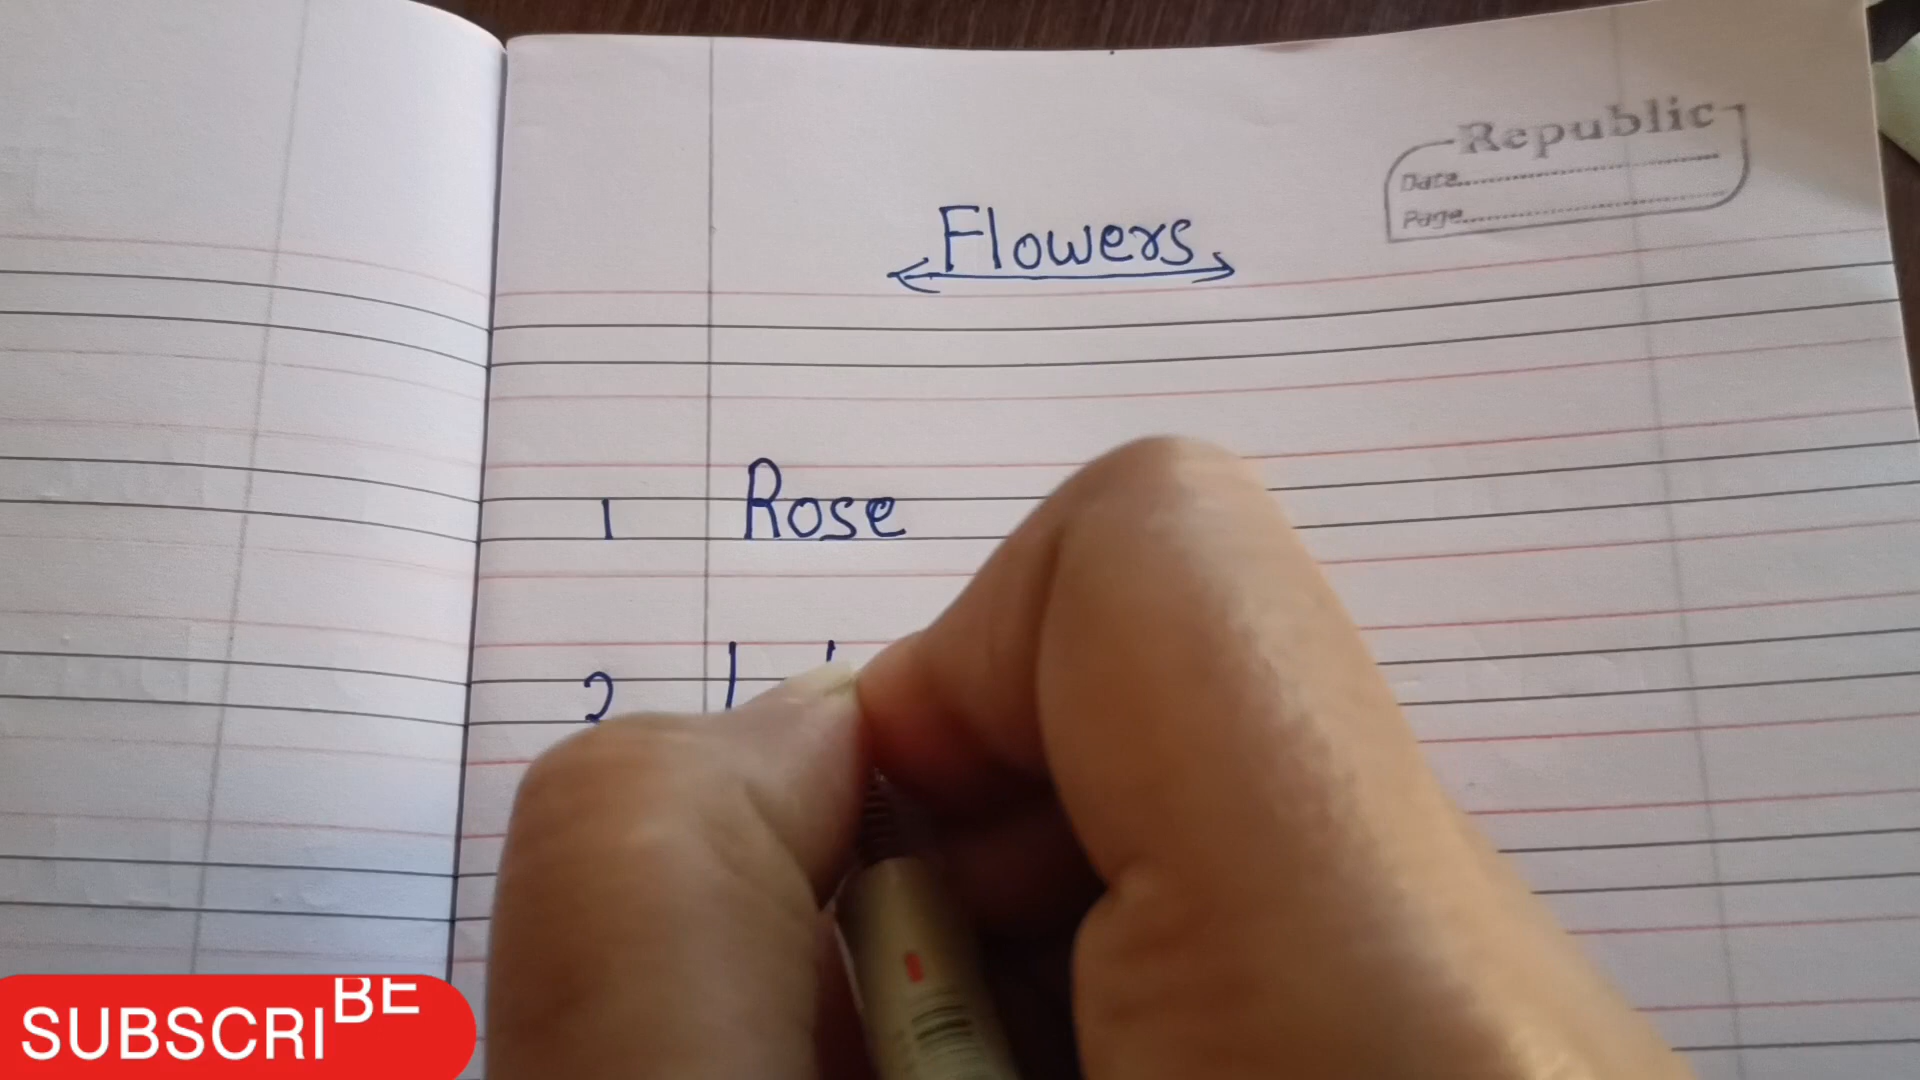 Republic
Date
Page
Flowers
1 Rose
2
SUBSCRIBE